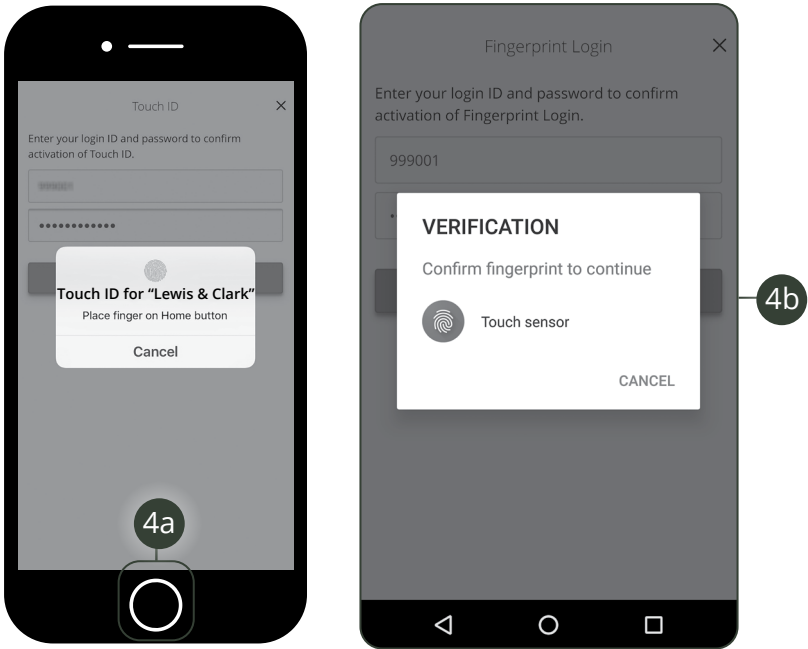 Touch ID
Enter your login ID and password to confirm
activation of Touch ID.
••••••••••••
Touch ID for “Lewis & Clark”
Place finger on Home button
Cancel
4a
Fingerprint Login
Enter your login ID and password to confirm
activation of Fingerprint Login.
999001
VERIFICATION
Confirm fingerprint to continue
Touch sensor
CANCEL
4b